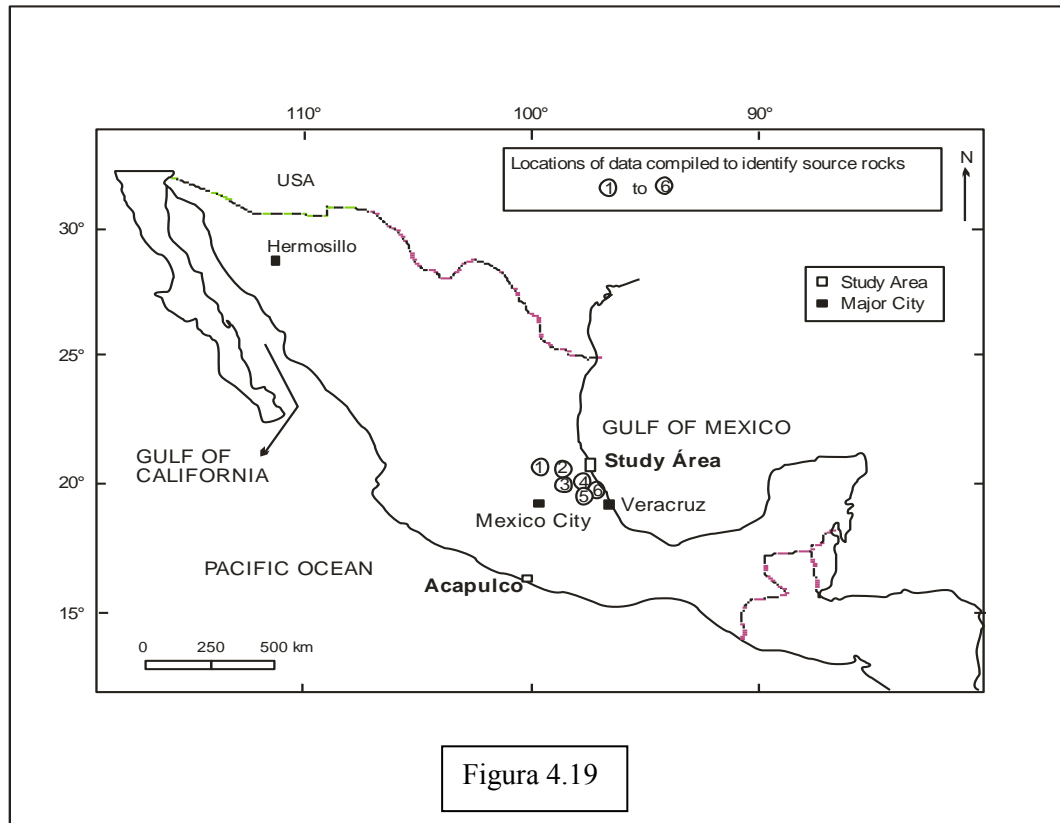 110°
100°
90°
Locations of data compiled to identify source rocks
1 to 6
N
USA
30°
Hermosillo
Study Area
Major City
25°
GULF OF MEXICO
GULF OF
CALIFORNIA
Study Área
1
2
3
4
5
6
20°
Veracruz
Mexico City
PACIFIC OCEAN
Acapulco
15°
0 250 500 km
Figura 4.19